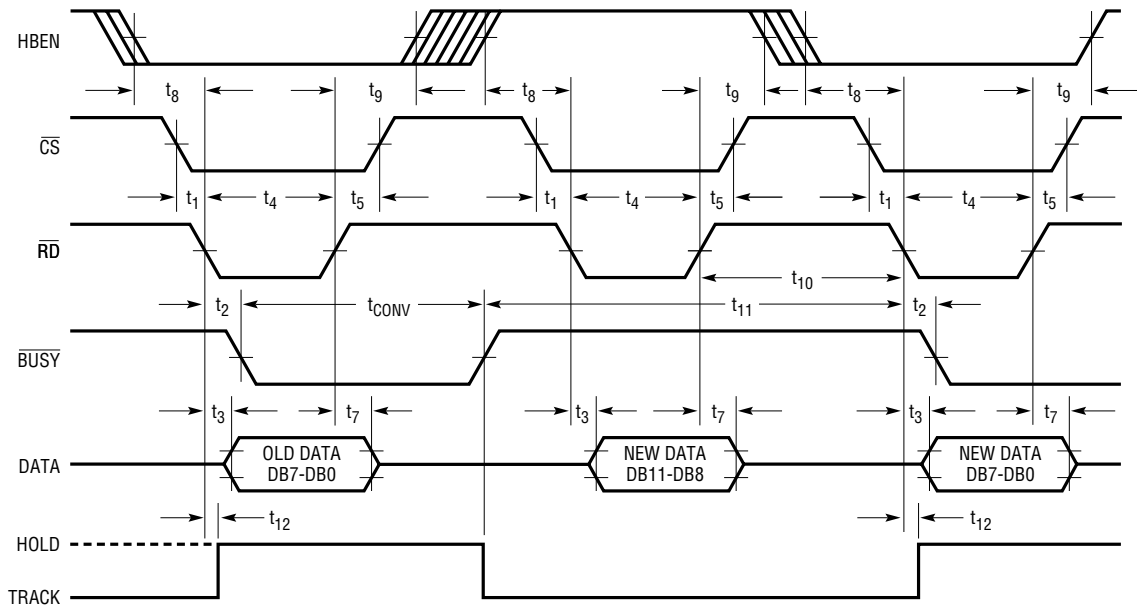 HBEN
t8 t9 t8 t9 t8 t9
CS
t1 t4 t5 t1 t4 t5 t1 t4 t5
RD
t10
t2 tCONV t11 t2
BUSY
t3 t7 t3 t7 t3 t7
DATA
OLD DATA
DB7-DB0
NEW DATA
DB11-DB8
NEW DATA
DB7-DB0
t12 t12
HOLD
TRACK